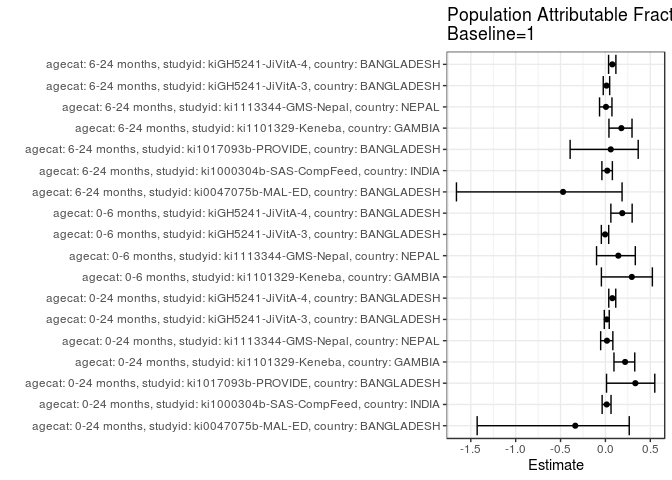 Population Attributable Fract
Baseline=1
agecat: 6-24 months, studyid: kiGH5241-JiVitA-4, country: BANGLADESH
agecat: 6-24 months, studyid: kiGH5241-JiVitA-3, country: BANGLADESH
agecat: 6-24 months, studyid: ki1113344-GMS-Nepal, country: NEPAL
agecat: 6-24 months, studyid: ki1101329-Keneba, country: GAMBIA
agecat: 6-24 months, studyid: ki1017093b-PROVIDE, country: BANGLADESH
agecat: 6-24 months, studyid: ki1000304b-SAS-CompFeed, country: INDIA
agecat: 6-24 months, studyid: ki0047075b-MAL-ED, country: BANGLADESH
agecat: 0-6 months, studyid: kiGH5241-JiVitA-4, country: BANGLADESH
agecat: 0-6 months, studyid: kiGH5241-JiVitA-3, country: BANGLADESH
agecat: 0-6 months, studyid: ki1113344-GMS-Nepal, country: NEPAL
agecat: 0-6 months, studyid: ki1101329-Keneba, country: GAMBIA
agecat: 0-24 months, studyid: kiGH5241-JiVitA-4, country: BANGLADESH
agecat: 0-24 months, studyid: kiGH5241-JiVitA-3, country: BANGLADESH
agecat: 0-24 months, studyid: ki1113344-GMS-Nepal, country: NEPAL
agecat: 0-24 months, studyid: ki1101329-Keneba, country: GAMBIA
agecat: 0-24 months, studyid: ki1017093b-PROVIDE, country: BANGLADESH
agecat: 0-24 months, studyid: ki1000304b-SAS-CompFeed, country: INDIA
agecat: 0-24 months, studyid: ki0047075b-MAL-ED, country: BANGLADESH
-1.5 -1.0 -0.5 0.0 0.5
Estimate